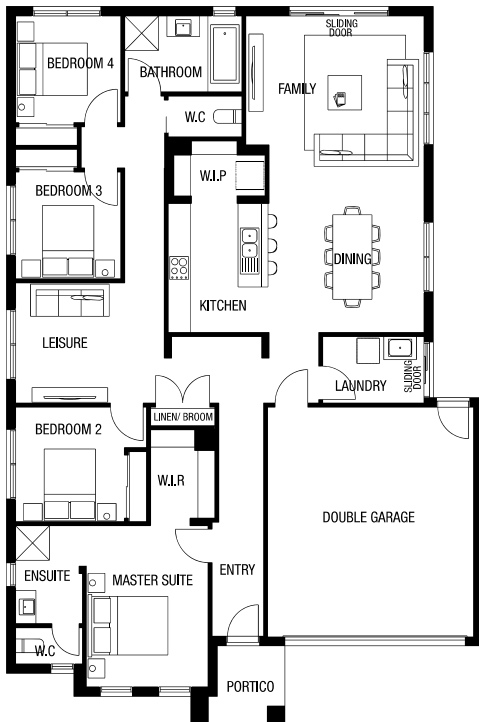 SLIDING
DOOR
BEDROOM 4
BATHROOM
FAMILY
W.C
W.I.P
BEDROOM 3
DINING
KITCHEN
LEISURE
LAUNDRY
SLIDING
DOOR
LINEN/ BROOM
BEDROOM 2
W.I.R
DOUBLE GARAGE
ENSUITE
MASTER SUITE
ENTRY
W.C
PORTICO